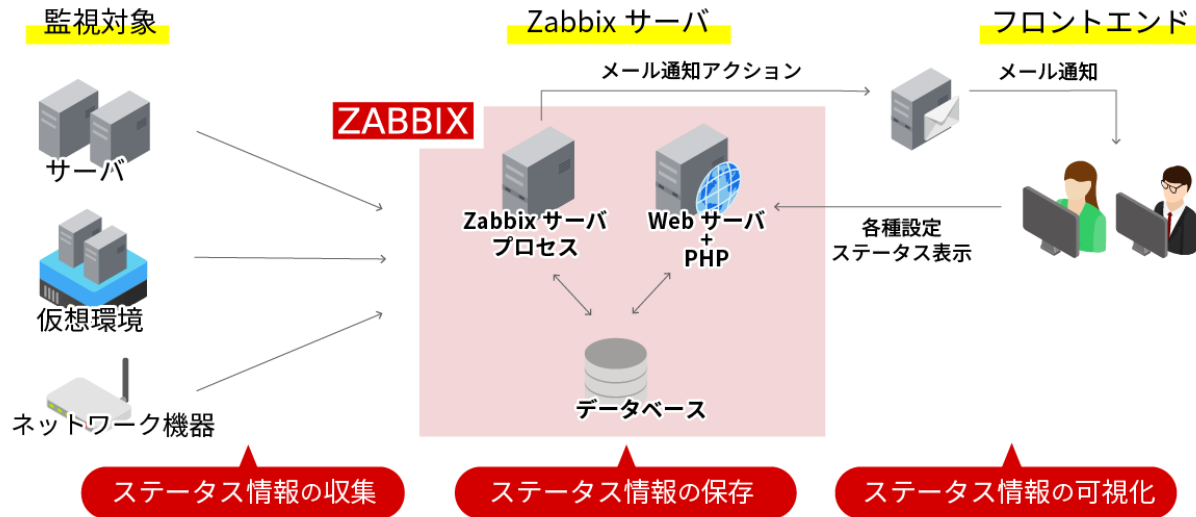 監視対象
Zabbix サーバ
フロントエンド
メール通知アクション
メール通知
ZABBIX
サーバ
Zabbix サーバ
プロセス
Web サーバ
+
PHP
各種設定
ステータス表示
仮想環境
データベース
ネットワーク機器
ステータス情報の収集
ステータス情報の保存
ステータス情報の可視化